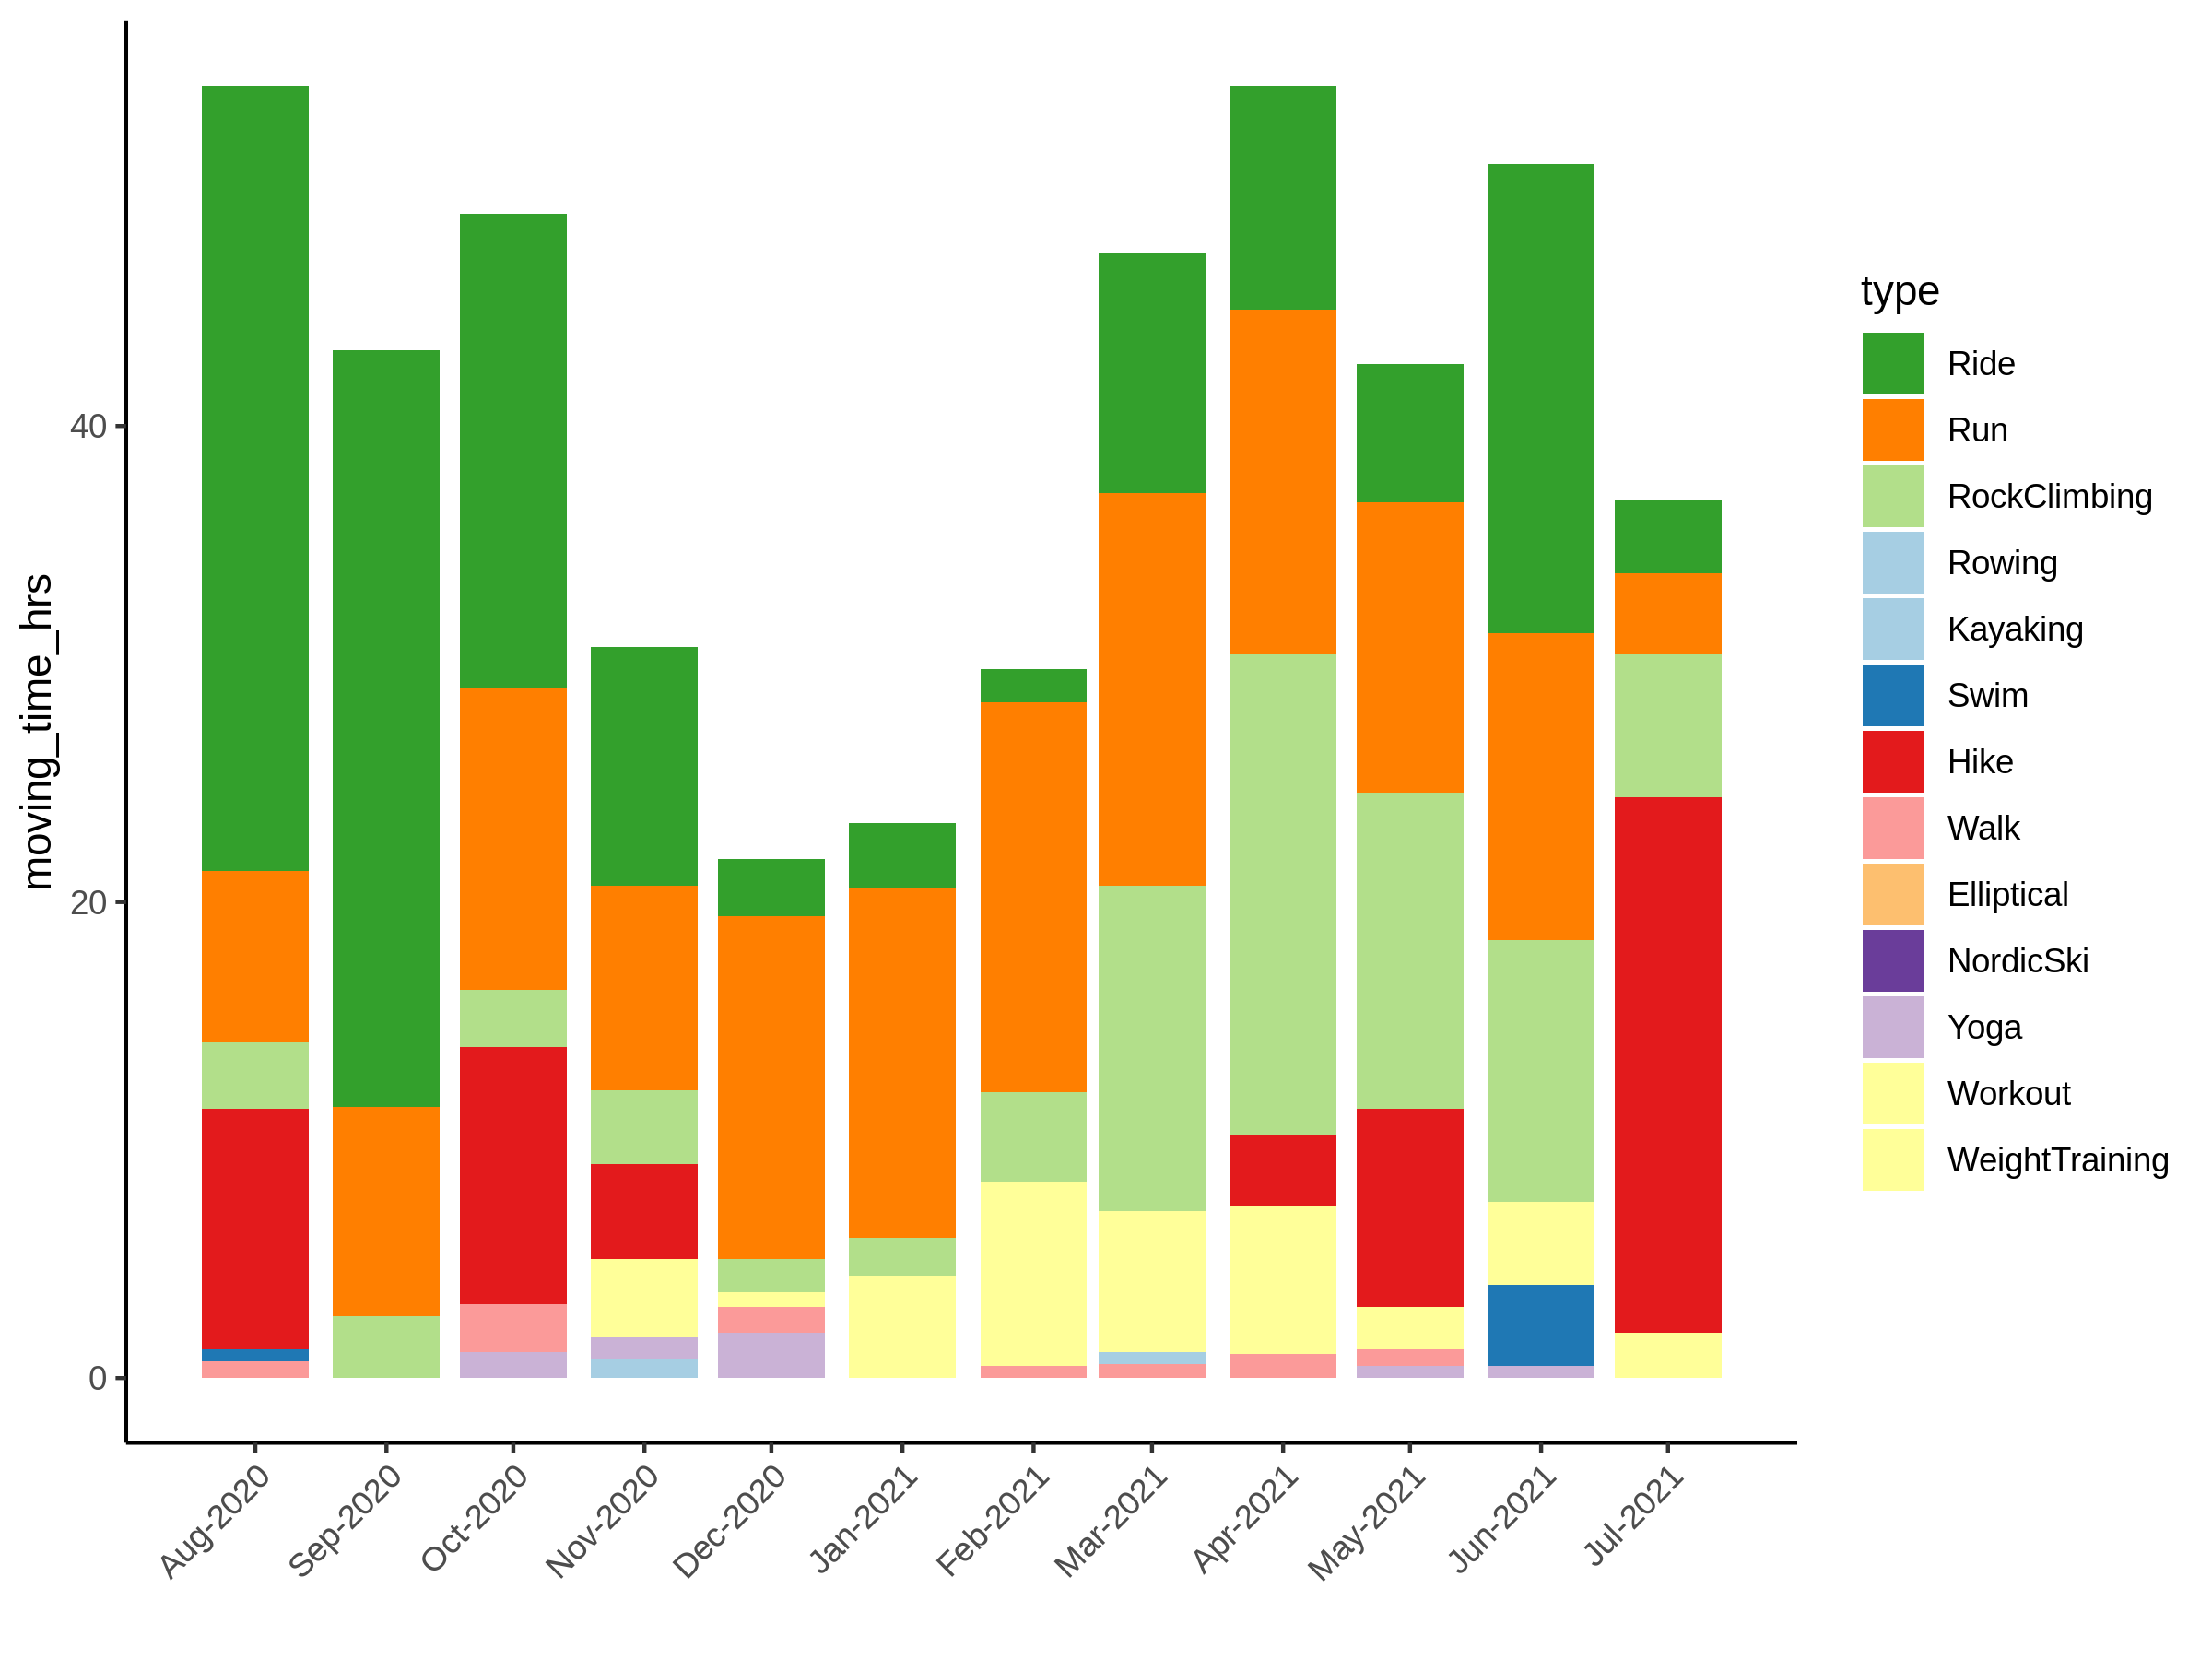 moving_time_hrs
40
20
0
Aug-2020
Sep-2020
Oct-2020
Nov-2020
Dec-2020
Jan-2021
Feb-2021
Mar-2021
Apr-2021
May-2021
Jun-2021
Jul-2021
type
Ride
Run
RockClimbing
Rowing
Kayaking
Swim
Hike
Walk
Elliptical
NordicSki
Yoga
Workout
WeightTraining